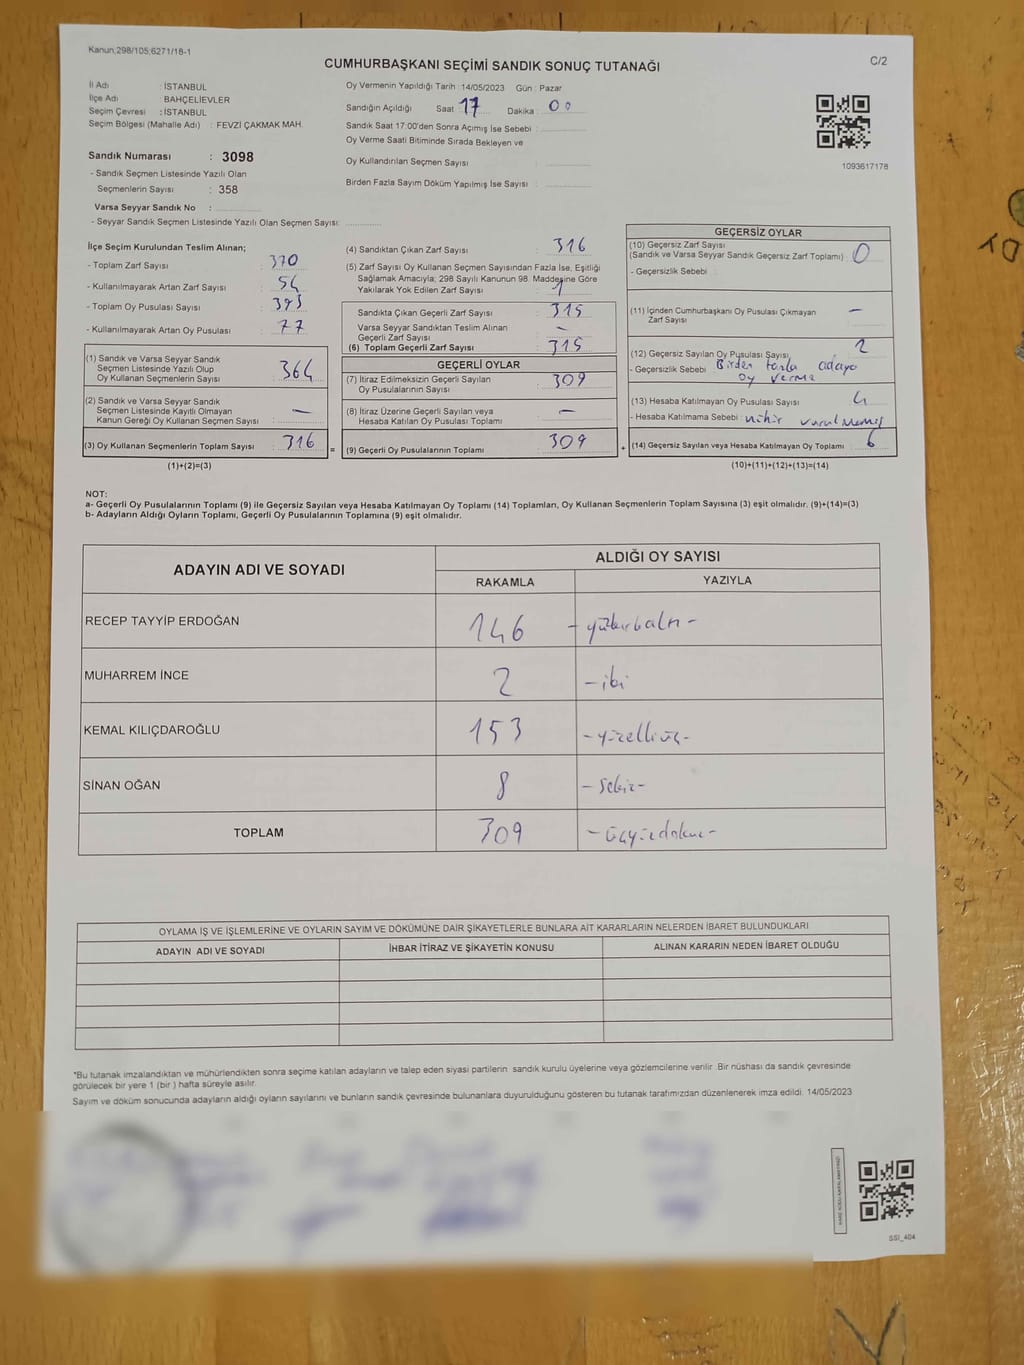 Kanun;298/105;6271/18-1
C/2
CUMHURBAŞKANI SEÇİMİ SANDIK SONUÇ TUTANAĞI
İl Adı : İSTANBUL
İlçe Adı : BAHÇELİEVLER
Seçim Çevresi : İSTANBUL
Seçim Bölgesi (Mahalle Adı) : FEVZİ ÇAKMAK MAH.
Sandık Numarası : 3098
- Sandık Seçmen Listesinde Yazılı Olan
Seçmenlerin Sayısı : 358
Varsa Seyyar Sandık No :
- Seyyar Sandık Seçmen Listesinde Yazılı Olan Seçmen Sayısı:
Oy Vermenin Yapıldığı Tarih :14/05/2023 Gün : Pazar
Sandığın Açıldığı Saat : 17 Dakika : 00
Sandık Saat 17:00'den Sonra Açımış İse Sebebi :
Oy Verme Saati Bitiminde Sırada Bekleyen ve
Oy Kullandırılan Seçmen Sayısı :
Birden Fazla Sayım Döküm Yapılmış İse Sayısı :
1093617178
İlçe Seçim Kurulundan Teslim Alınan;
- Toplam Zarf Sayısı : 370
- Kullanılmayarak Artan Zarf Sayısı : 54
- Toplam Oy Pusulası Sayısı : 393
- Kullanılmayarak Artan Oy Pusulası : 77
(1) Sandık ve Varsa Seyyar Sandık
Seçmen Listesinde Yazılı Olup
Oy Kullanan Seçmenlerin Sayısı : 364
(2) Sandık ve Varsa Seyyar Sandık
Seçmen Listesinde Kayıtlı Olmayan
Kanun Gereği Oy Kullanan Seçmen Sayısı : —
(3) Oy Kullanan Seçmenlerin Toplam Sayısı : 316
(1)+(2)=(3)
(4) Sandıktan Çıkan Zarf Sayısı : 316
(5) Zarf Sayısı Oy Kullanan Seçmen Sayısından Fazla İse, Eşitliği
Sağlamak Amacıyla; 298 Sayılı Kanunun 98. Maddesine Göre
Yakılarak Yok Edilen Zarf Sayısı : 1
Sandıkta Çıkan Geçerli Zarf Sayısı : 315
Varsa Seyyar Sandıktan Teslim Alınan
Geçerli Zarf Sayısı : —
(6) Toplam Geçerli Zarf Sayısı : 315
GEÇERLİ OYLAR
(7) İtiraz Edilmeksizin Geçerli Sayılan
Oy Pusulalarının Sayısı : 309
(8) İtiraz Üzerine Geçerli Sayılan veya
Hesaba Katılan Oy Pusulası Toplamı : —
= (9) Geçerli Oy Pusulalarının Toplamı : 309 +
GEÇERSİZ OYLAR
(10) Geçersiz Zarf Sayısı
(Sandık ve Varsa Seyyar Sandık Geçersiz Zarf Toplamı) : 0
- Geçersizlik Sebebi :
(11) İçinden Cumhurbaşkanı Oy Pusulası Çıkmayan
Zarf Sayısı : —
(12) Geçersiz Sayılan Oy Pusulası Sayısı : 2
- Geçersizlik Sebebi : Birden fazla adaya
oy verme
(13) Hesaba Katılmayan Oy Pusulası Sayısı : 4
- Hesaba Katılmama Sebebi : mühür vurulmamış
(14) Geçersiz Sayılan veya Hesaba Katılmayan Oy Toplamı : 6
(10)+(11)+(12)+(13)=(14)
NOT:
a- Geçerli Oy Pusulalarının Toplamı (9) ile Geçersiz Sayılan veya Hesaba Katılmayan Oy Toplamı (14) Toplamları, Oy Kullanan Seçmenlerin Toplam Sayısına (3) eşit olmalıdır. (9)+(14)=(3)
b- Adayların Aldığı Oyların Toplamı, Geçerli Oy Pusulalarının Toplamına (9) eşit olmalıdır.
ADAYIN ADI VE SOYADI ALDIĞI OY SAYISI
RAKAMLA YAZIYLA
RECEP TAYYİP ERDOĞAN 146 - yüzkırkaltı -
MUHARREM İNCE 2 - iki
KEMAL KILIÇDAROĞLU 153 - yüzelliüç -
SİNAN OĞAN 8 - sekiz -
TOPLAM 309 - üçyüzdokuz -
OYLAMA İŞ VE İŞLEMLERİNE VE OYLARIN SAYIM VE DÖKÜMÜNE DAİR ŞİKAYETLERLE BUNLARA AİT KARARLARIN NELERDEN İBARET BULUNDUKLARI
ADAYIN ADI VE SOYADI İHBAR İTİRAZ VE ŞİKAYETİN KONUSU ALINAN KARARIN NEDEN İBARET OLDUĞU
*Bu tutanak imzalandıktan ve mühürlendikten sonra seçime katılan adayların ve talep eden siyasi partilerin sandık kurulu üyelerine veya gözlemcilerine verilir. Bir nüshası da sandık çevresinde
görülecek bir yere 1 (bir ) hafta süreyle asılır.
Sayım ve döküm sonucunda adayların aldığı oyların sayılarını ve bunların sandık çevresinde bulunanlara duyurulduğunu gösteren bu tutanak tarafımızdan düzenlenerek imza edildi. 14/05/2023
SSI_404